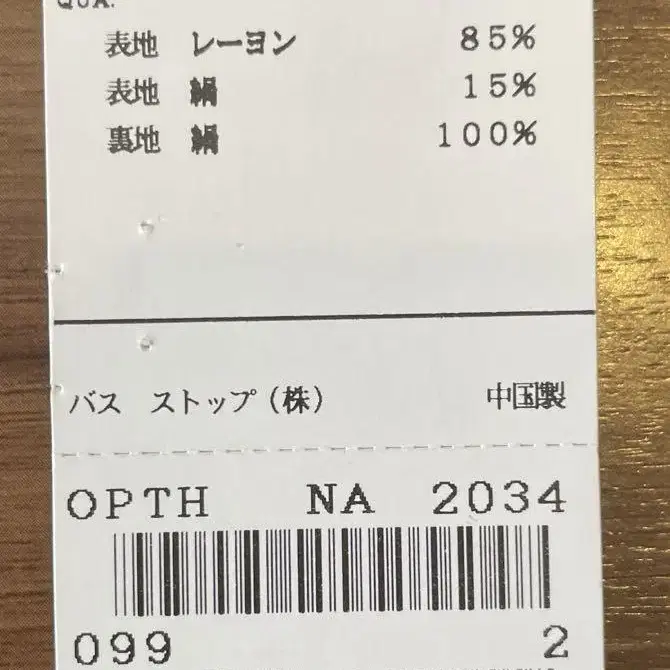 QUA.
表地 レーヨン 85%
表地 絹 15%
裏地 絹 100%
バス ストップ(株) 中国製
OPTH NA 2034
099 2